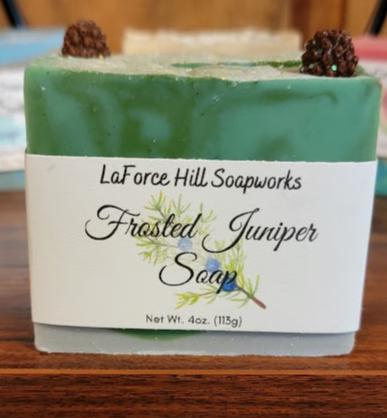 LaForce Hill Soapworks
Frosted Juniper
Soap
Net Wt. 4oz. (113g)